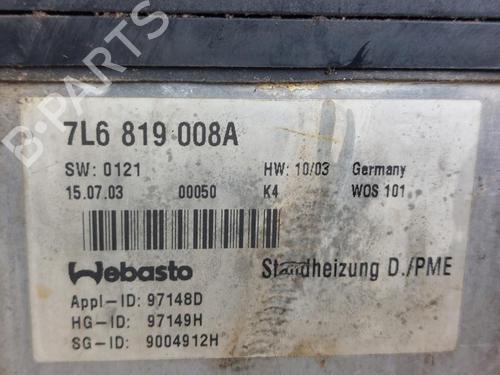 7L6 819 008A
SW: 0121 HW: 10/03 Germany
15.07.03 00050 K4 WOS 101
Webasto Standheizung D./PME
Appl-ID: 97148D
HG-ID: 97149H
SG-ID: 9004912H